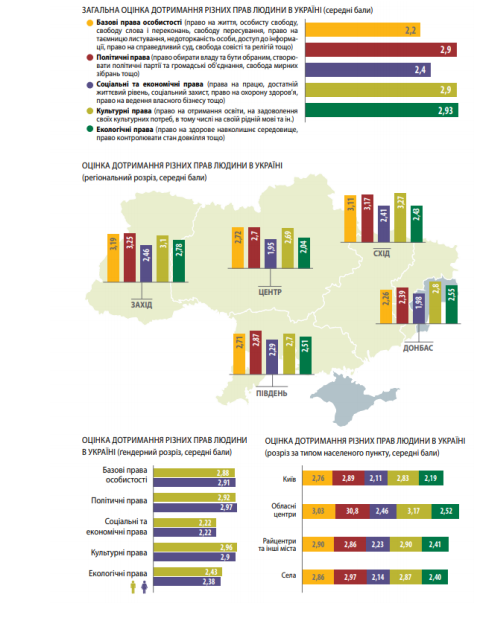 ЗАГАЛЬНА ОЦІНКА ДОТРИМАННЯ РІЗНИХ ПРАВ ЛЮДИНИ В УКРАЇНІ (середні бали)
Базові права особистості (право на життя, особисту свободу,
свободу слова і переконань, свободу пересування, право на
таємницю листування, недоторканість особи, доступ до інформа-
ції, право на справедливий суд, свобода совісті та релігій тощо)
Політичні права (право обирати владу та бути обраним, створюю-
вати політичні партії та громадські об'єднання, свобода мирних
зібрань тощо)
Соціальні та економічні права (право на працю, достатній
життєвий рівень, соціальний захист, право на охорону здоров'я,
право на ведення власного бізнесу тощо)
Культурні права (право на отримання освіти, на задоволення
своїх культурних потреб, в тому числі на своїй рідній мові та ін.)
Екологічні права (право на здорове навколишнє середовище,
право контролювати стан довкілля тощо)
2,2
2,9
2,4
2,9
2,93
ОЦІНКА ДОТРИМАННЯ РІЗНИХ ПРАВ ЛЮДИНИ В УКРАЇНІ
(регіональний розріз, середні бали)
3,19 3,25 2,46 3,1 2,78
ЗАХІД
2,72 2,7 1,95 2,69 2,04
ЦЕНТР
3,11 3,17 2,41 3,27 2,43
СХІД
2,26 2,39 1,98 2,8 2,55
ДОНБАС
2,71 2,87 2,29 2,7 2,51
ПІВДЕНЬ
ОЦІНКА ДОТРИМАННЯ РІЗНИХ ПРАВ ЛЮДИНИ
В УКРАЇНІ (гендерний розріз, середні бали)
Базові права
особистості
2,88
2,91
Політичні права
2,92
2,97
Соціальні та
економічні права
2,22
2,22
Культурні права
2,96
2,9
Екологічні права
2,43
2,38
ОЦІНКА ДОТРИМАННЯ РІЗНИХ ПРАВ ЛЮДИНИ В УКРАЇНІ
(розріз за типом населеного пункту, середні бали)
Київ
2,76 2,89 2,11 2,83 2,19
Обласні
центри
3,03 30,8 2,46 3,17 2,52
Райцентри
та інші міста
2,90 2,86 2,23 2,90 2,41
Села
2,86 2,97 2,14 2,87 2,40